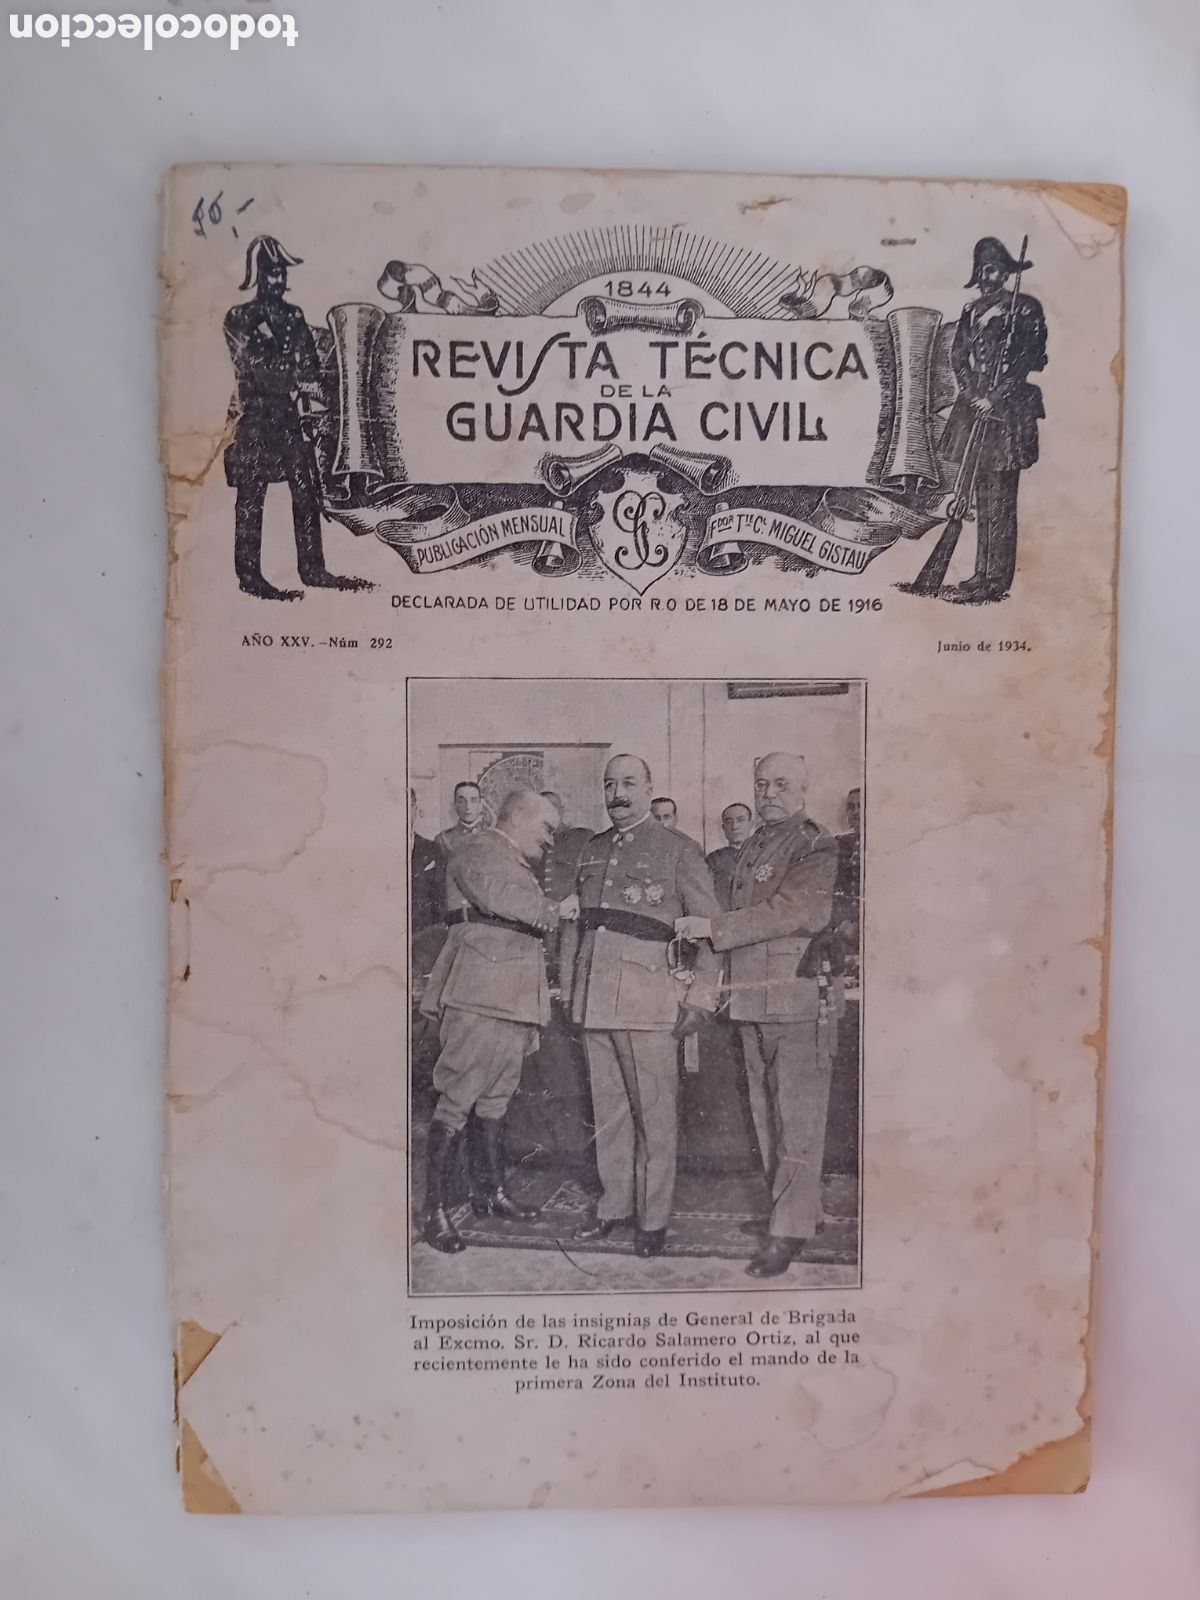 todocoleccion
50,-
1844
REVISTA TÉCNICA
DE LA
GUARDIA CIVIL
PUBLICACIÓN MENSUAL
FDOR TTE CL MIGUEL GISTAU
DECLARADA DE UTILIDAD POR R.O DE 18 DE MAYO DE 1916
AÑO XXV.-Núm 292
Junio de 1934.
Imposición de las insignias de General de Brigada
al Excmo. Sr. D. Ricardo Salamero Ortiz, al que
recientemente le ha sido conferido el mando de la
primera Zona del Instituto.